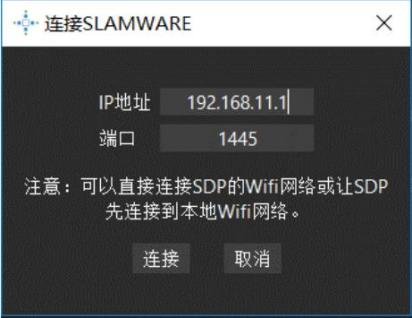 连接SLAMWARE
IP地址 192.168.11.1
端口 1445
注意：可以直接连接SDP的Wifi网络或让SDP
先连接到本地Wifi网络。
连接 取消